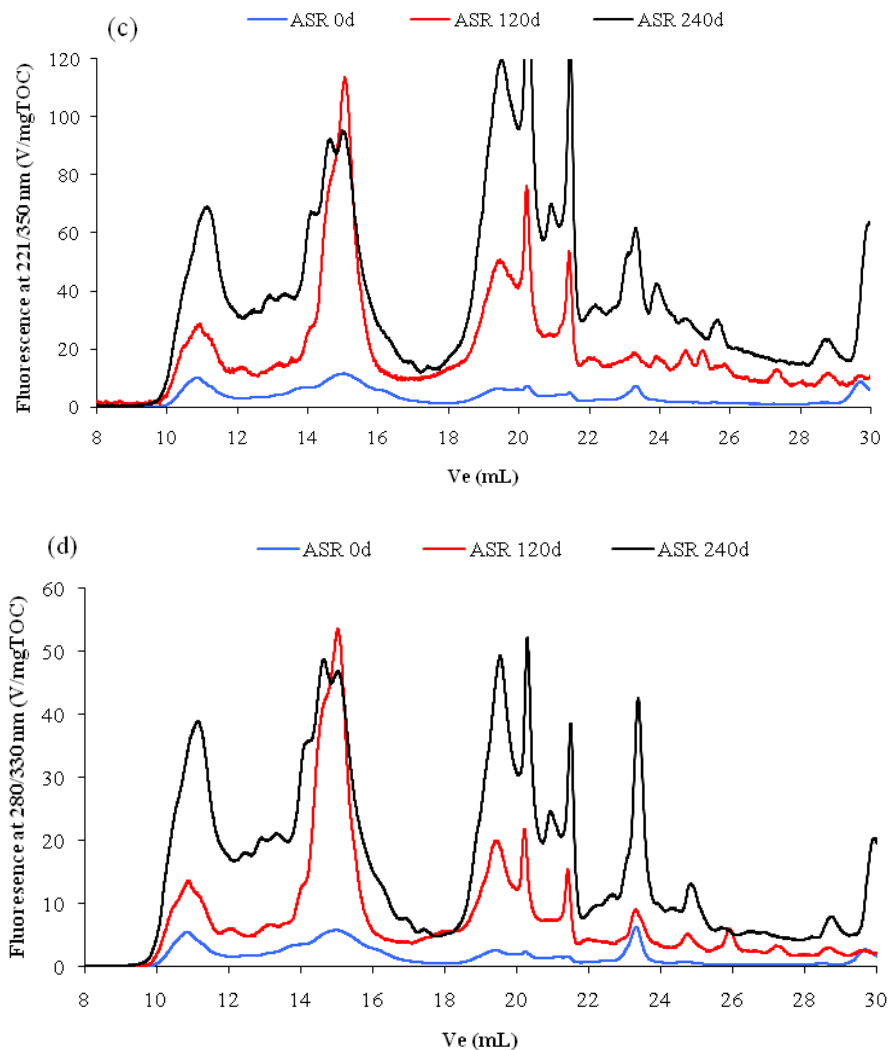 (c)
ASR 0d ASR 120d ASR 240d
Fluorescence at 221/350 nm (V/mgTOC)
120
100
80
60
40
20
0
8 10 12 14 16 18 20 22 24 26 28 30
Ve (mL)
(d)
ASR 0d ASR 120d ASR 240d
Fluoresence at 280/330 nm (V/mgTOC)
60
50
40
30
20
10
0
8 10 12 14 16 18 20 22 24 26 28 30
Ve (mL)